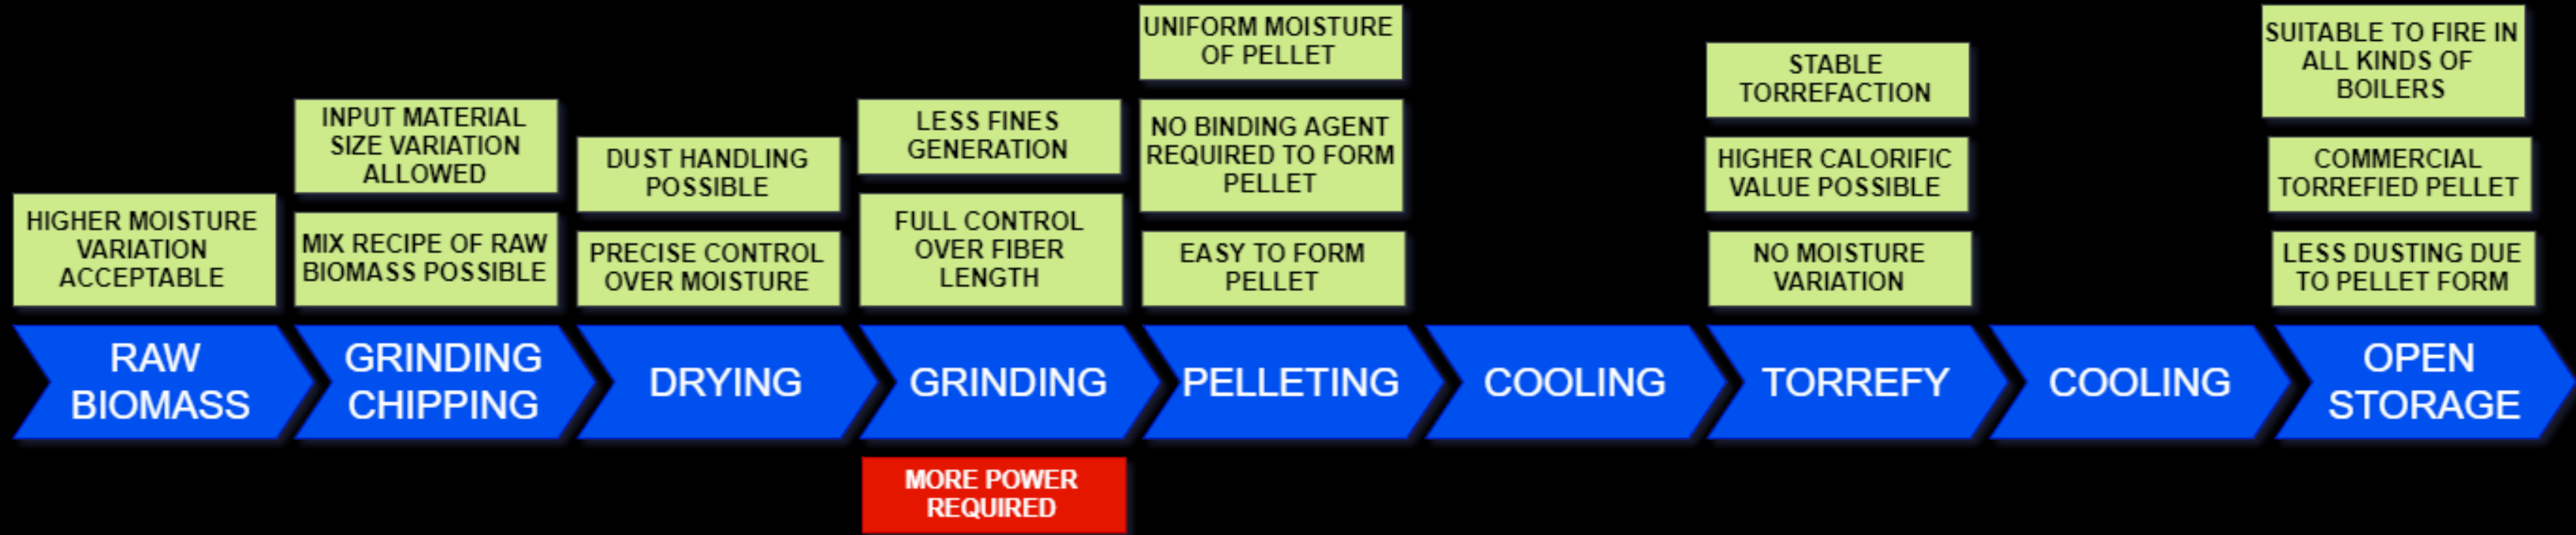 HIGHER MOISTURE
VARIATION
ACCEPTABLE
RAW
BIOMASS
INPUT MATERIAL
SIZE VARIATION
ALLOWED
MIX RECIPE OF RAW
BIOMASS POSSIBLE
GRINDING
CHIPPING
DUST HANDLING
POSSIBLE
PRECISE CONTROL
OVER MOISTURE
DRYING
LESS FINES
GENERATION
FULL CONTROL
OVER FIBER
LENGTH
GRINDING
MORE POWER
REQUIRED
UNIFORM MOISTURE
OF PELLET
NO BINDING AGENT
REQUIRED TO FORM
PELLET
EASY TO FORM
PELLET
PELLETING
COOLING
STABLE
TORREFACTION
HIGHER CALORIFIC
VALUE POSSIBLE
NO MOISTURE
VARIATION
TORREFY
COOLING
SUITABLE TO FIRE IN
ALL KINDS OF
BOILERS
COMMERCIAL
TORREFIED PELLET
LESS DUSTING DUE
TO PELLET FORM
OPEN
STORAGE